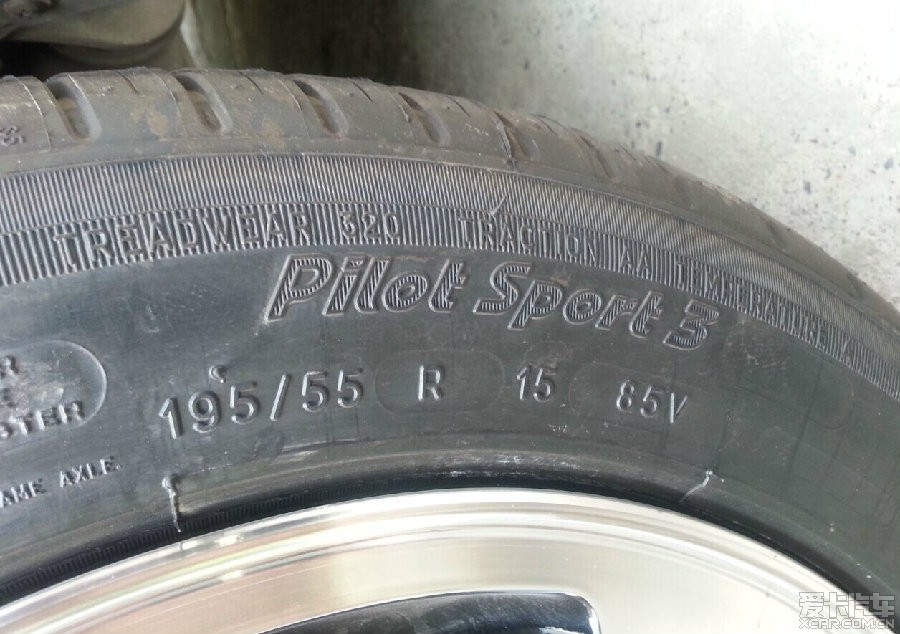 TREADWEAR 320 TRACTION AA TEMPERATURE A
Pilot Sport 3
195/55 R 15 85V
AME AXLE.
爱卡汽车
XCAR.COM.CN